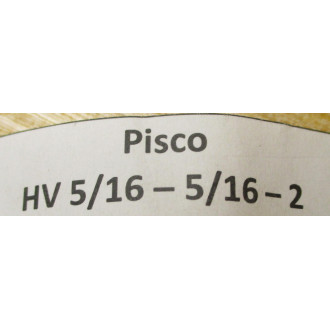 Pisco
HV 5/16 – 5/16 – 2